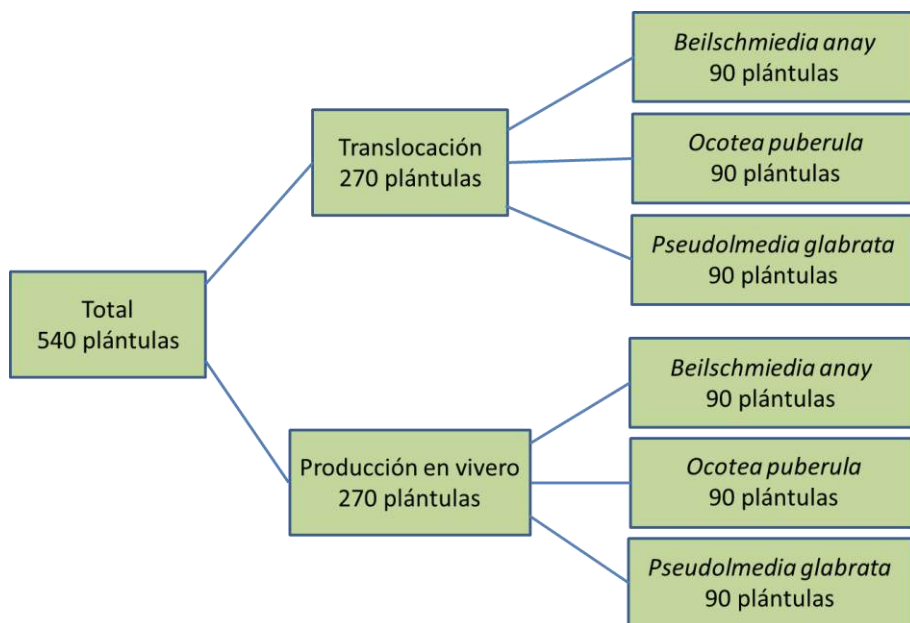 Total
540 plántulas
Translocación
270 plántulas
Beilschmiedia anay
90 plántulas
Ocotea puberula
90 plántulas
Pseudolmedia glabrata
90 plántulas
Producción en vivero
270 plántulas
Beilschmiedia anay
90 plántulas
Ocotea puberula
90 plántulas
Pseudolmedia glabrata
90 plántulas